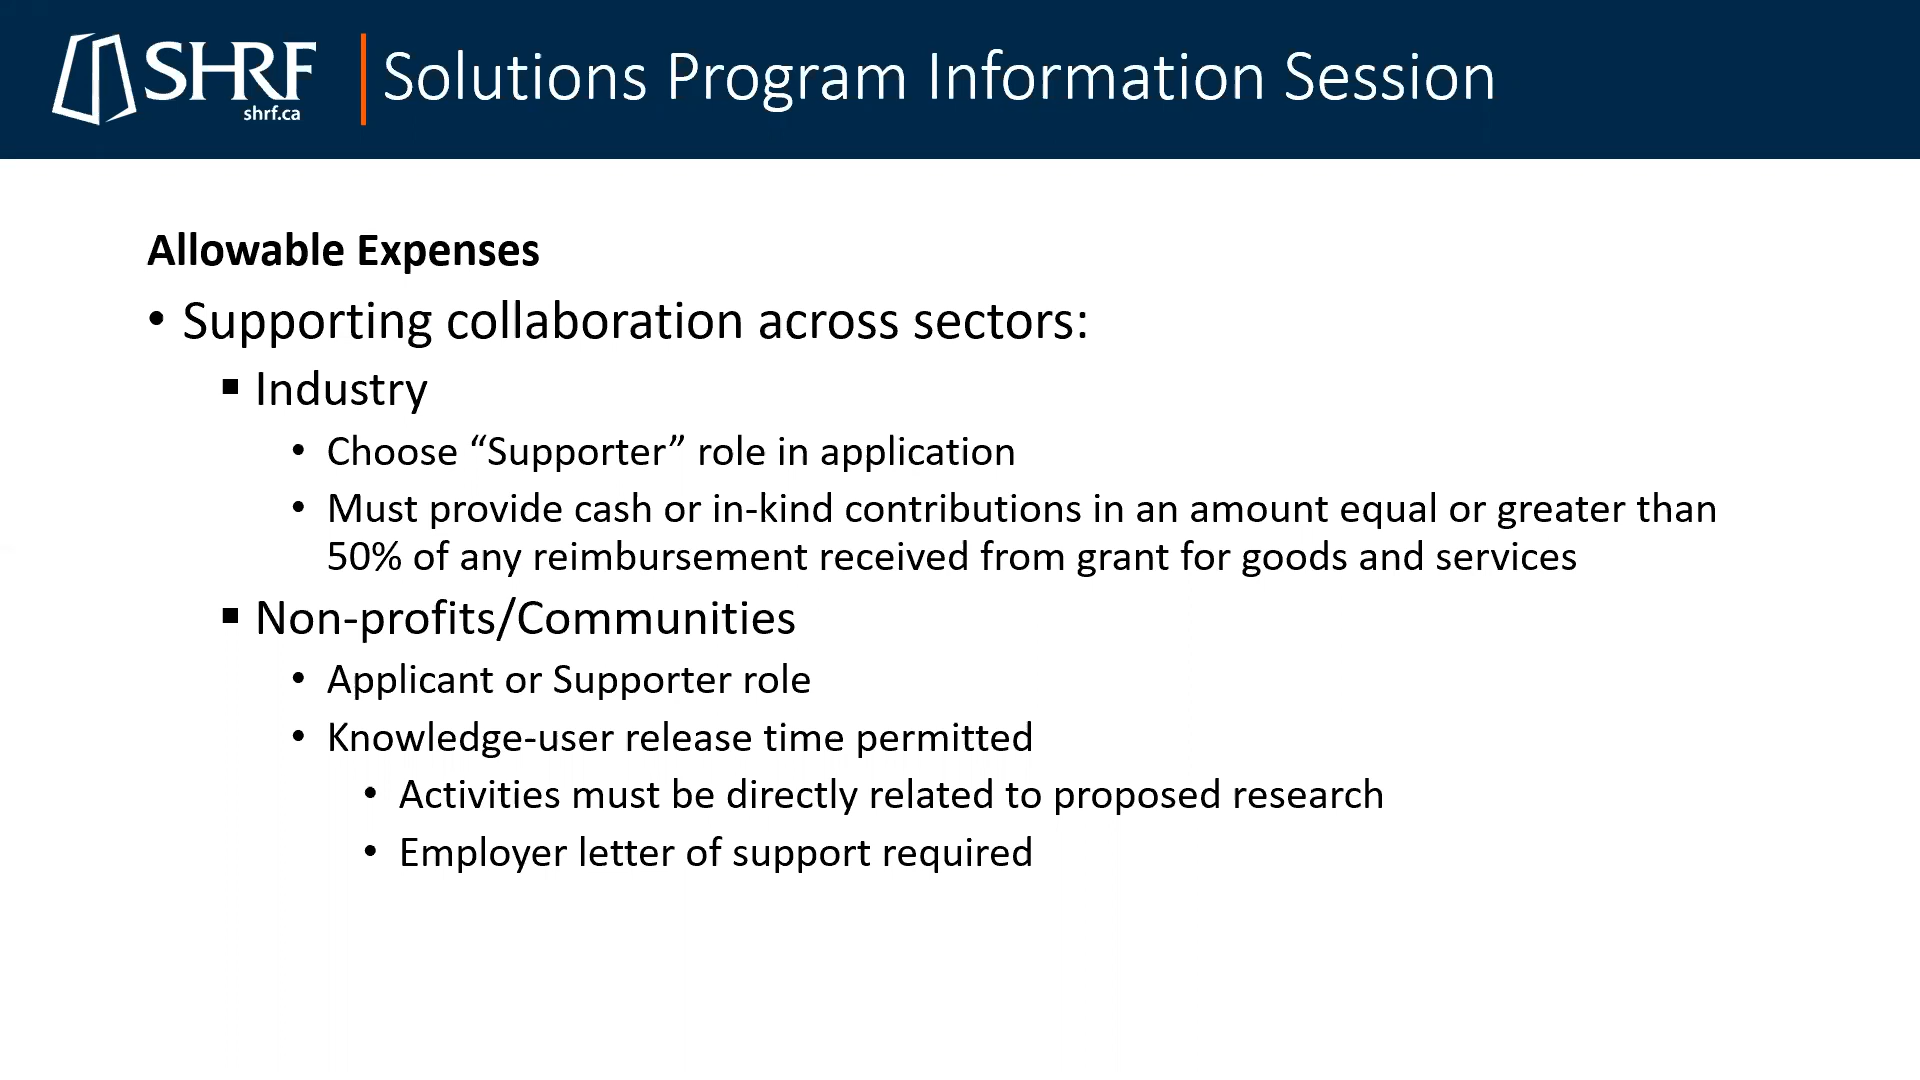 SHRF
shrf.ca
Solutions Program Information Session
Allowable Expenses
• Supporting collaboration across sectors:
▪ Industry
• Choose “Supporter” role in application
• Must provide cash or in-kind contributions in an amount equal or greater than
50% of any reimbursement received from grant for goods and services
▪ Non-profits/Communities
• Applicant or Supporter role
• Knowledge-user release time permitted
• Activities must be directly related to proposed research
• Employer letter of support required